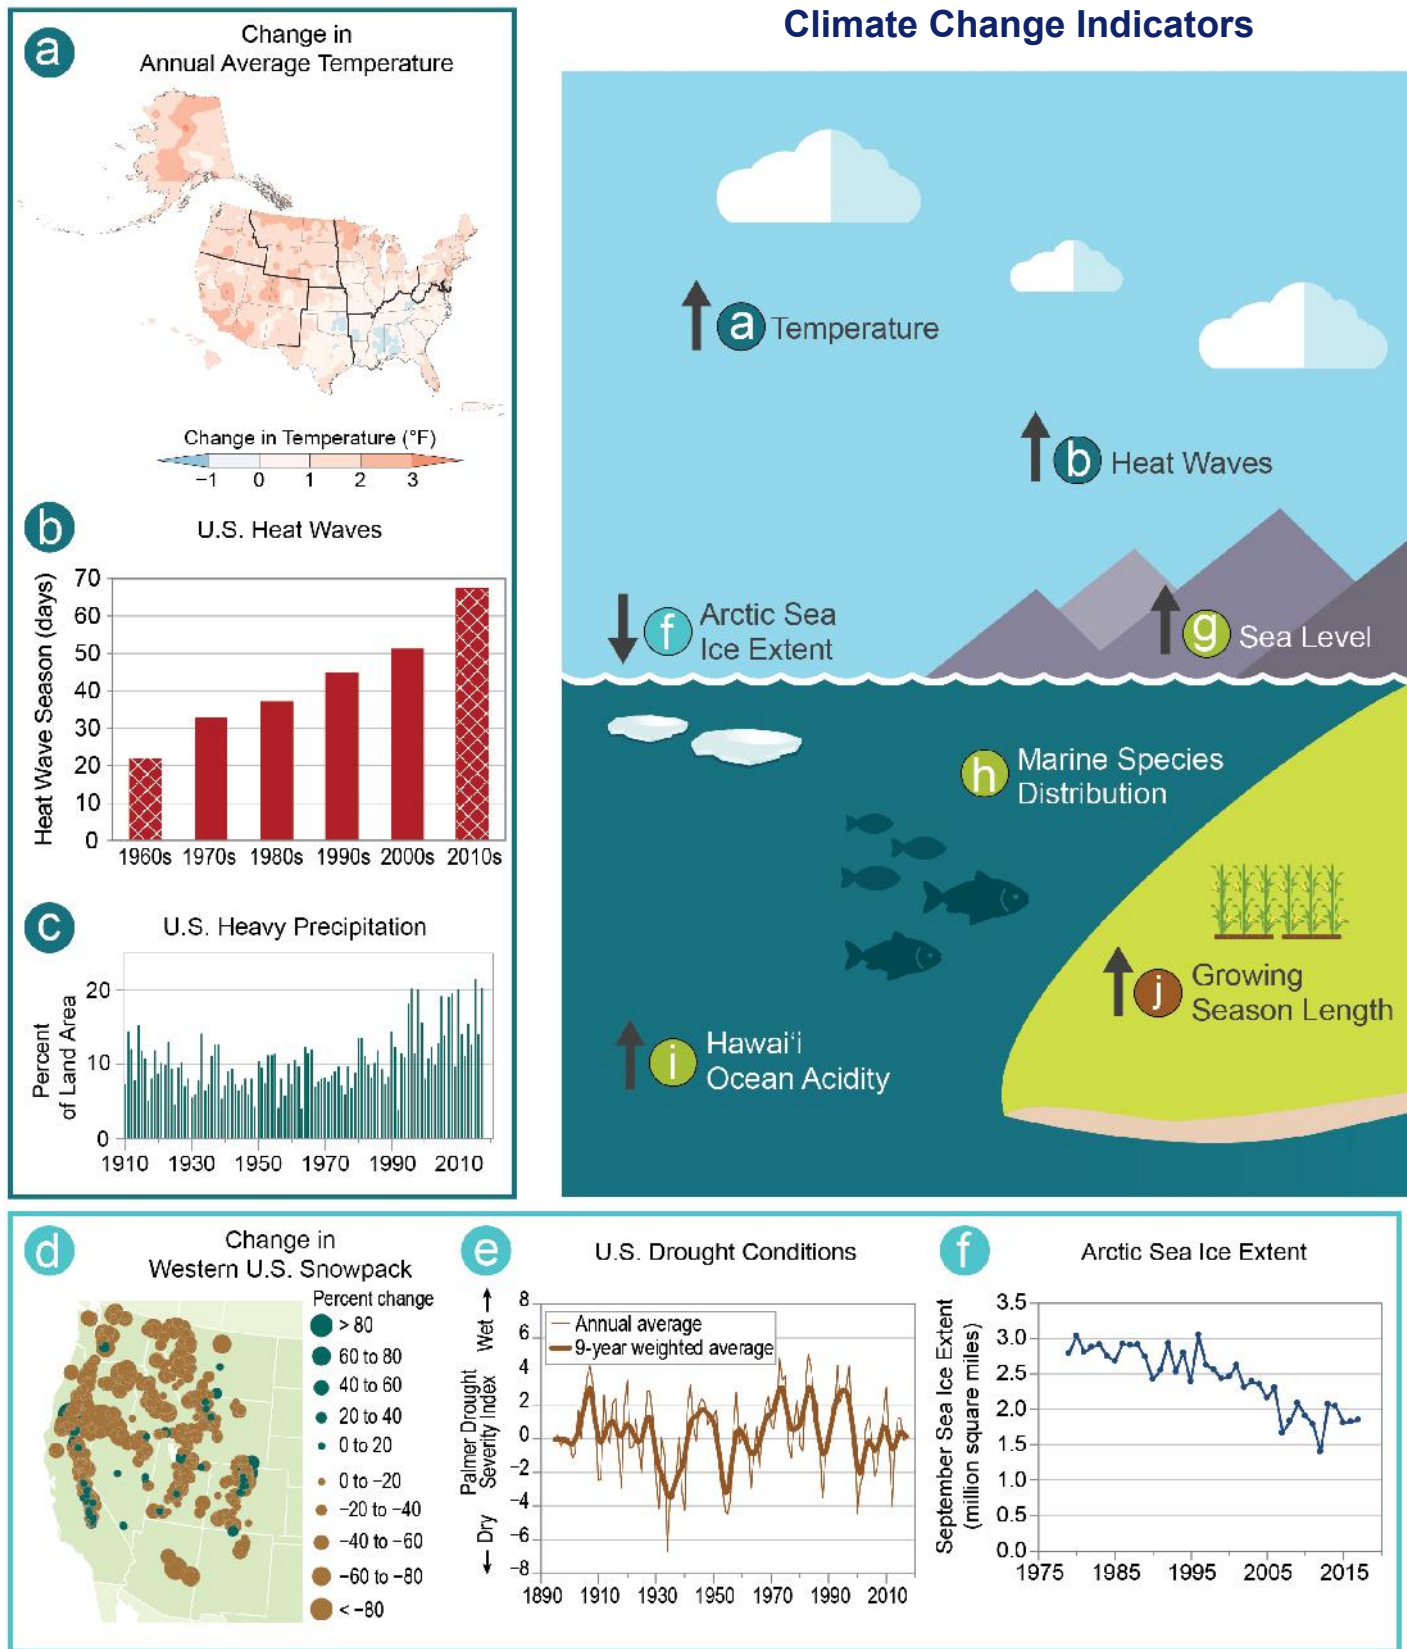 Climate Change Indicators
a
Change in
Annual Average Temperature
Change in Temperature (°F)
−1 0 1 2 3
b
U.S. Heat Waves
Heat Wave Season (days)
70
60
50
40
30
20
10
0
1960s 1970s 1980s 1990s 2000s 2010s
c
U.S. Heavy Precipitation
Percent
of Land Area
20
10
0
1910 1930 1950 1970 1990 2010
a Temperature
b Heat Waves
f Arctic Sea
Ice Extent
g Sea Level
h Marine Species
Distribution
j Growing
Season Length
i Hawaiʻi
Ocean Acidity
d
Change in
Western U.S. Snowpack
Percent change
> 80
60 to 80
40 to 60
20 to 40
0 to 20
0 to −20
−20 to −40
−40 to −60
−60 to −80
< −80
e
U.S. Drought Conditions
Palmer Drought
Severity Index
← Dry Wet →
8
6
4
2
0
−2
−4
−6
−8
Annual average
9-year weighted average
1890 1910 1930 1950 1970 1990 2010
f
Arctic Sea Ice Extent
September Sea Ice Extent
(million square miles)
3.5
3.0
2.5
2.0
1.5
1.0
0.5
0.0
1975 1985 1995 2005 2015